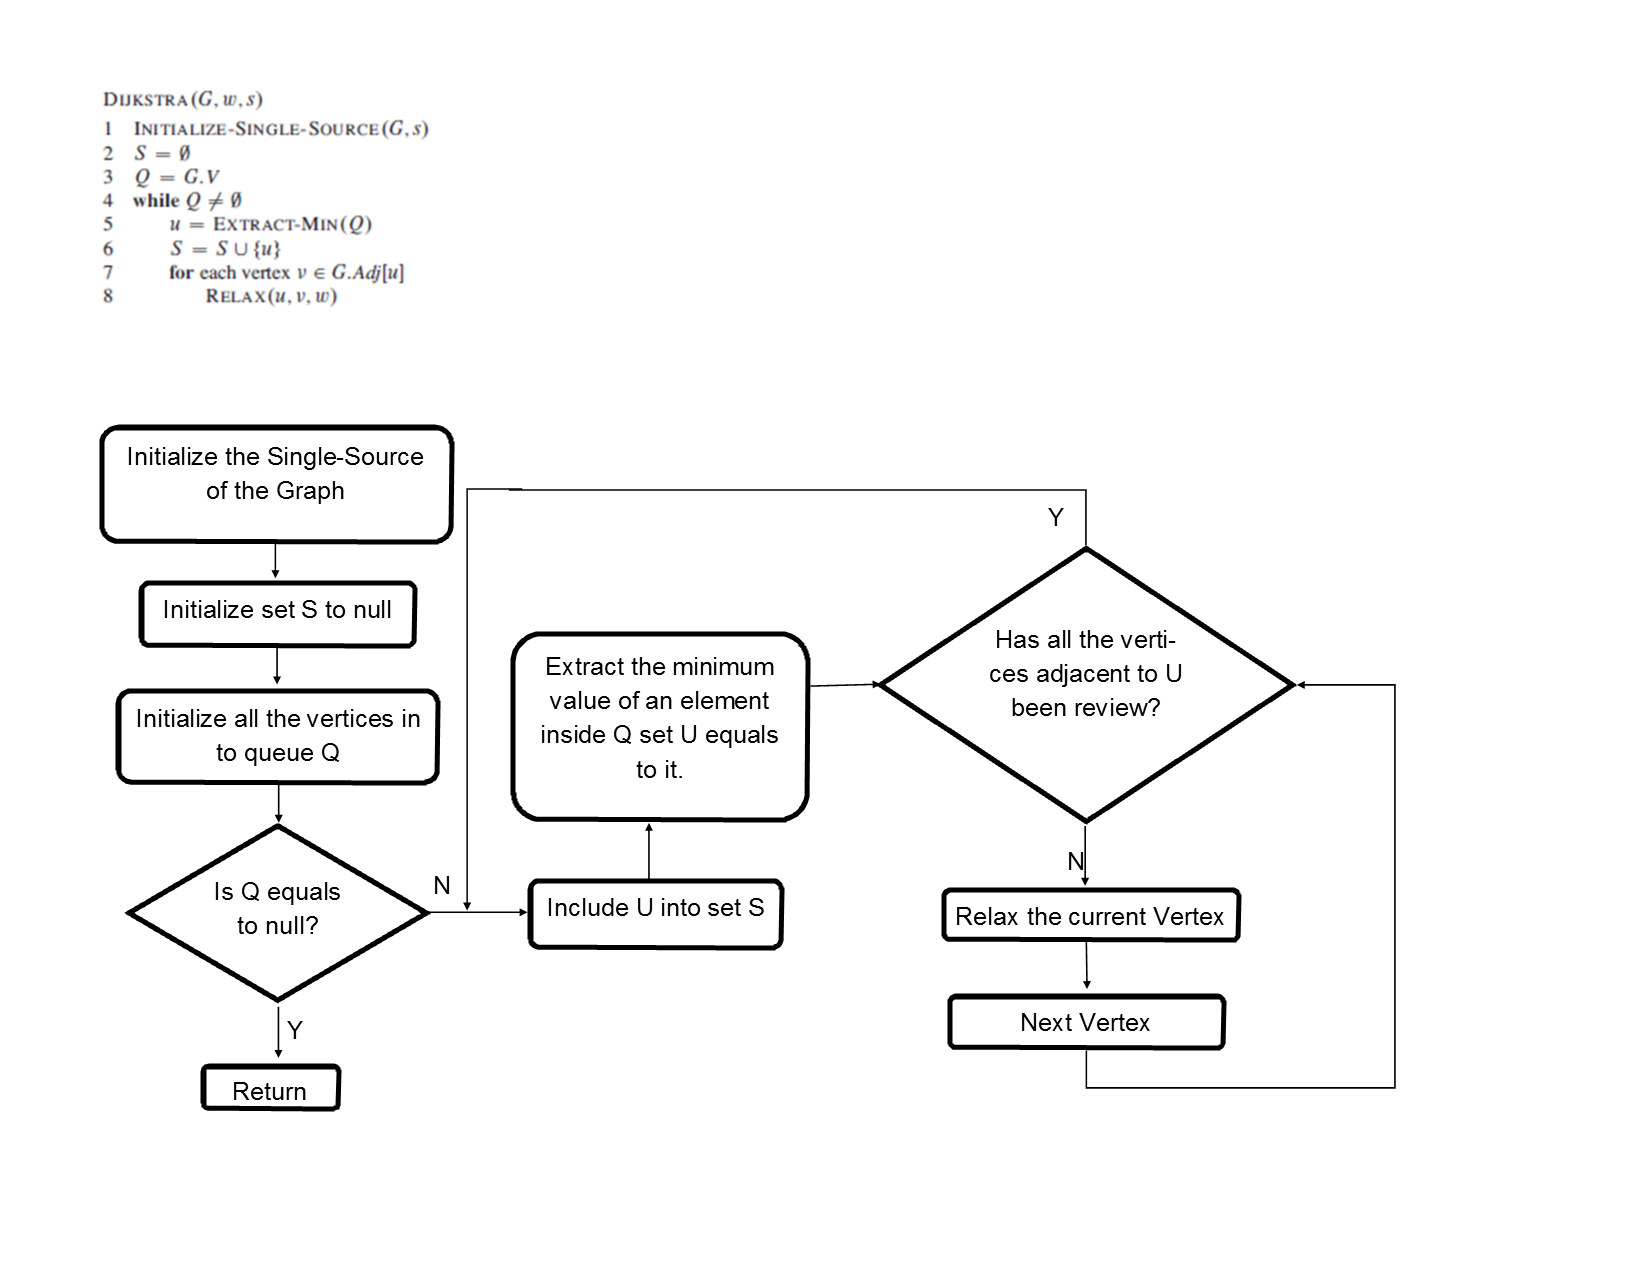 DIJKSTRA(G, w, s)
1 INITIALIZE-SINGLE-SOURCE(G, s)
2 S = ∅
3 Q = G.V
4 while Q ≠ ∅
5 u = EXTRACT-MIN(Q)
6 S = S ∪ {u}
7 for each vertex v ∈ G.Adj[u]
8 RELAX(u, v, w)
Initialize the Single-Source
of the Graph
Initialize set S to null
Initialize all the vertices in
to queue Q
Is Q equals
to null?
N
Y
Return
Include U into set S
Extract the minimum
value of an element
inside Q set U equals
to it.
Y
Has all the verti-
ces adjacent to U
been review?
N
Relax the current Vertex
Next Vertex